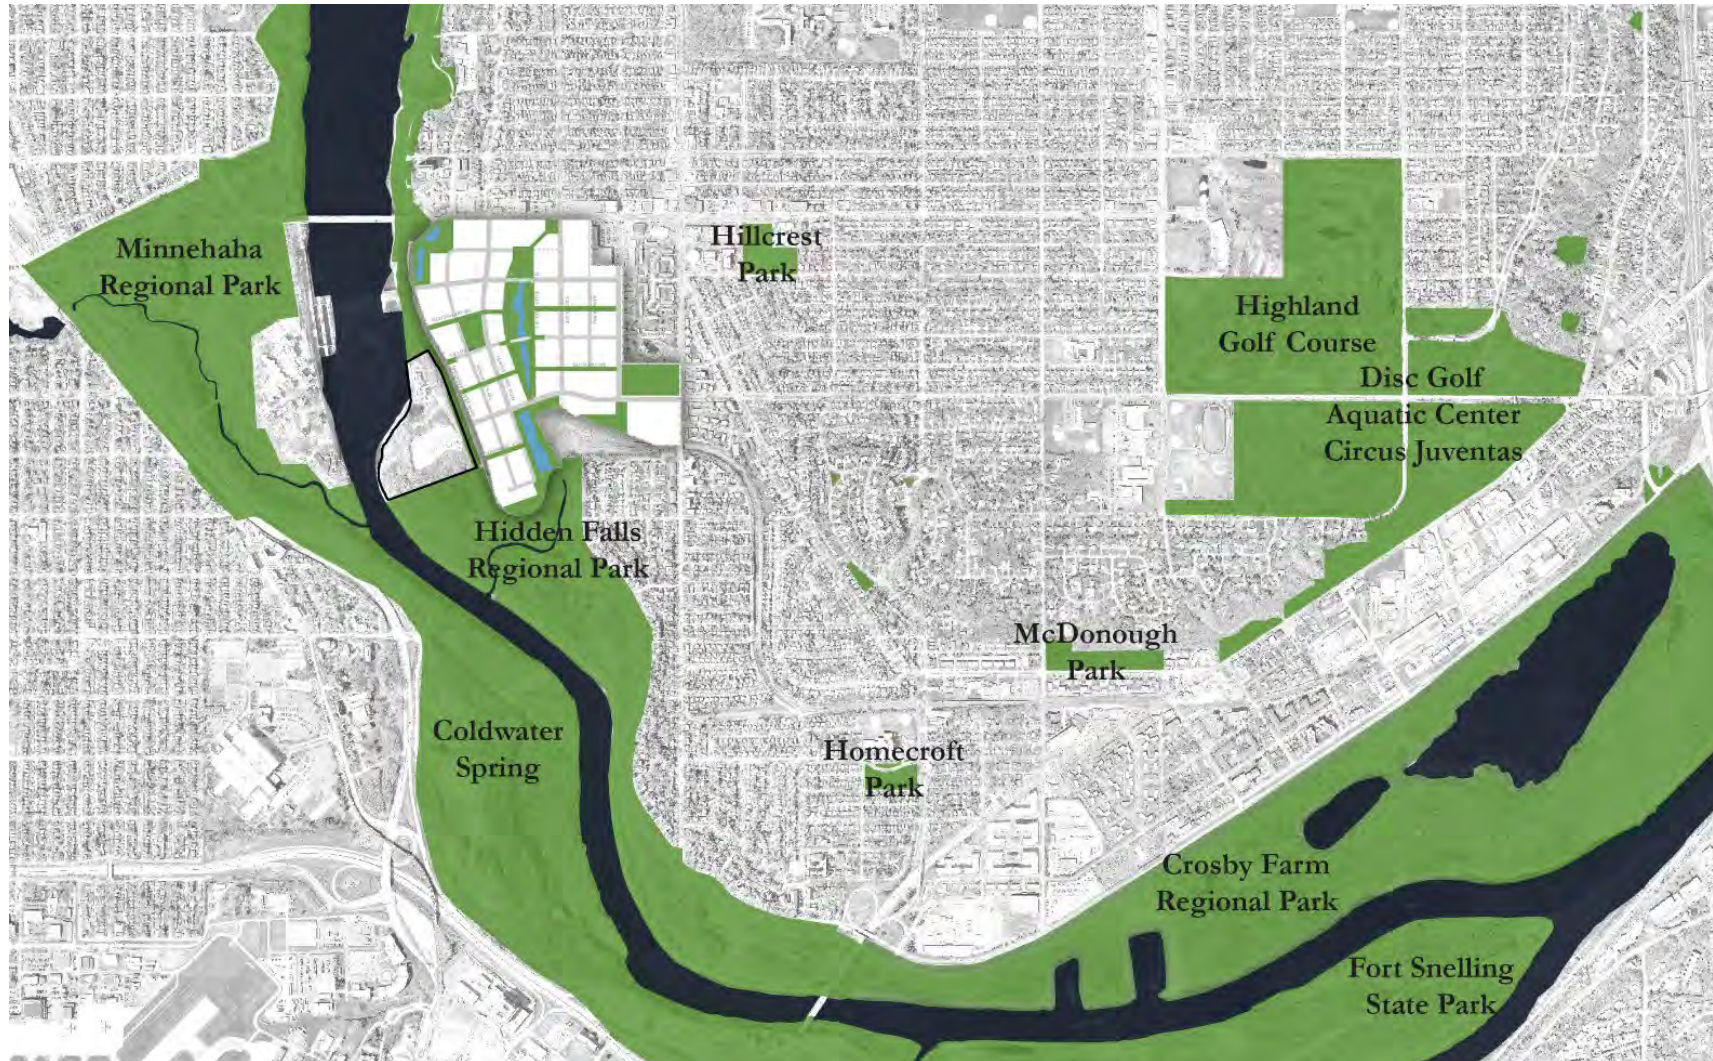 Minnehaha
Regional Park
Hillcrest
Park
Highland
Golf Course
Disc Golf
Aquatic Center
Circus Juventas
Hidden Falls
Regional Park
McDonough
Park
Coldwater
Spring
Homecroft
Park
Crosby Farm
Regional Park
Fort Snelling
State Park